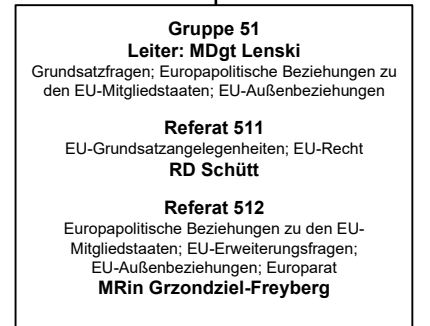 Gruppe 51
Leiter: MDgt Lenski
Grundsatzfragen; Europapolitische Beziehungen zu
den EU-Mitgliedstaaten; EU-Außenbeziehungen
Referat 511
EU-Grundsatzangelegenheiten; EU-Recht
RD Schütt
Referat 512
Europapolitische Beziehungen zu den EU-
Mitgliedstaaten; EU-Erweiterungsfragen;
EU-Außenbeziehungen; Europarat
MRin Grzondziel-Freyberg